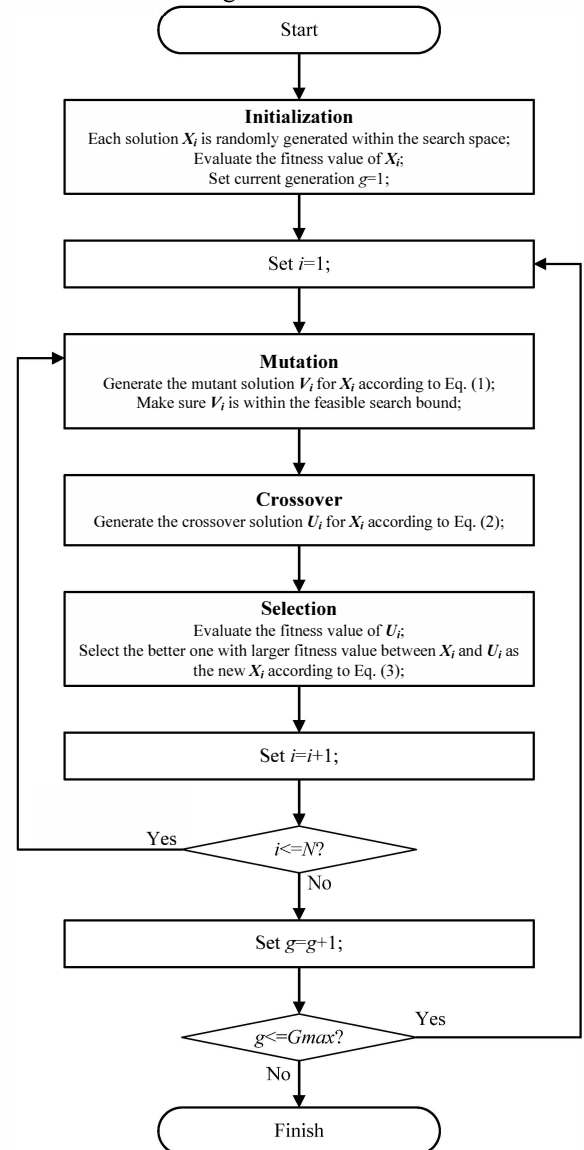 Start
Initialization
Each solution Xi is randomly generated within the search space;
Evaluate the fitness value of Xi;
Set current generation g=1;
Set i=1;
Mutation
Generate the mutant solution Vi for Xi according to Eq. (1);
Make sure Vi is within the feasible search bound;
Crossover
Generate the crossover solution Ui for Xi according to Eq. (2);
Selection
Evaluate the fitness value of Ui;
Select the better one with larger fitness value between Xi and Ui as
the new Xi according to Eq. (3);
Set i=i+1;
Yes
i<=N?
No
Set g=g+1;
Yes
g<=Gmax?
No
Finish